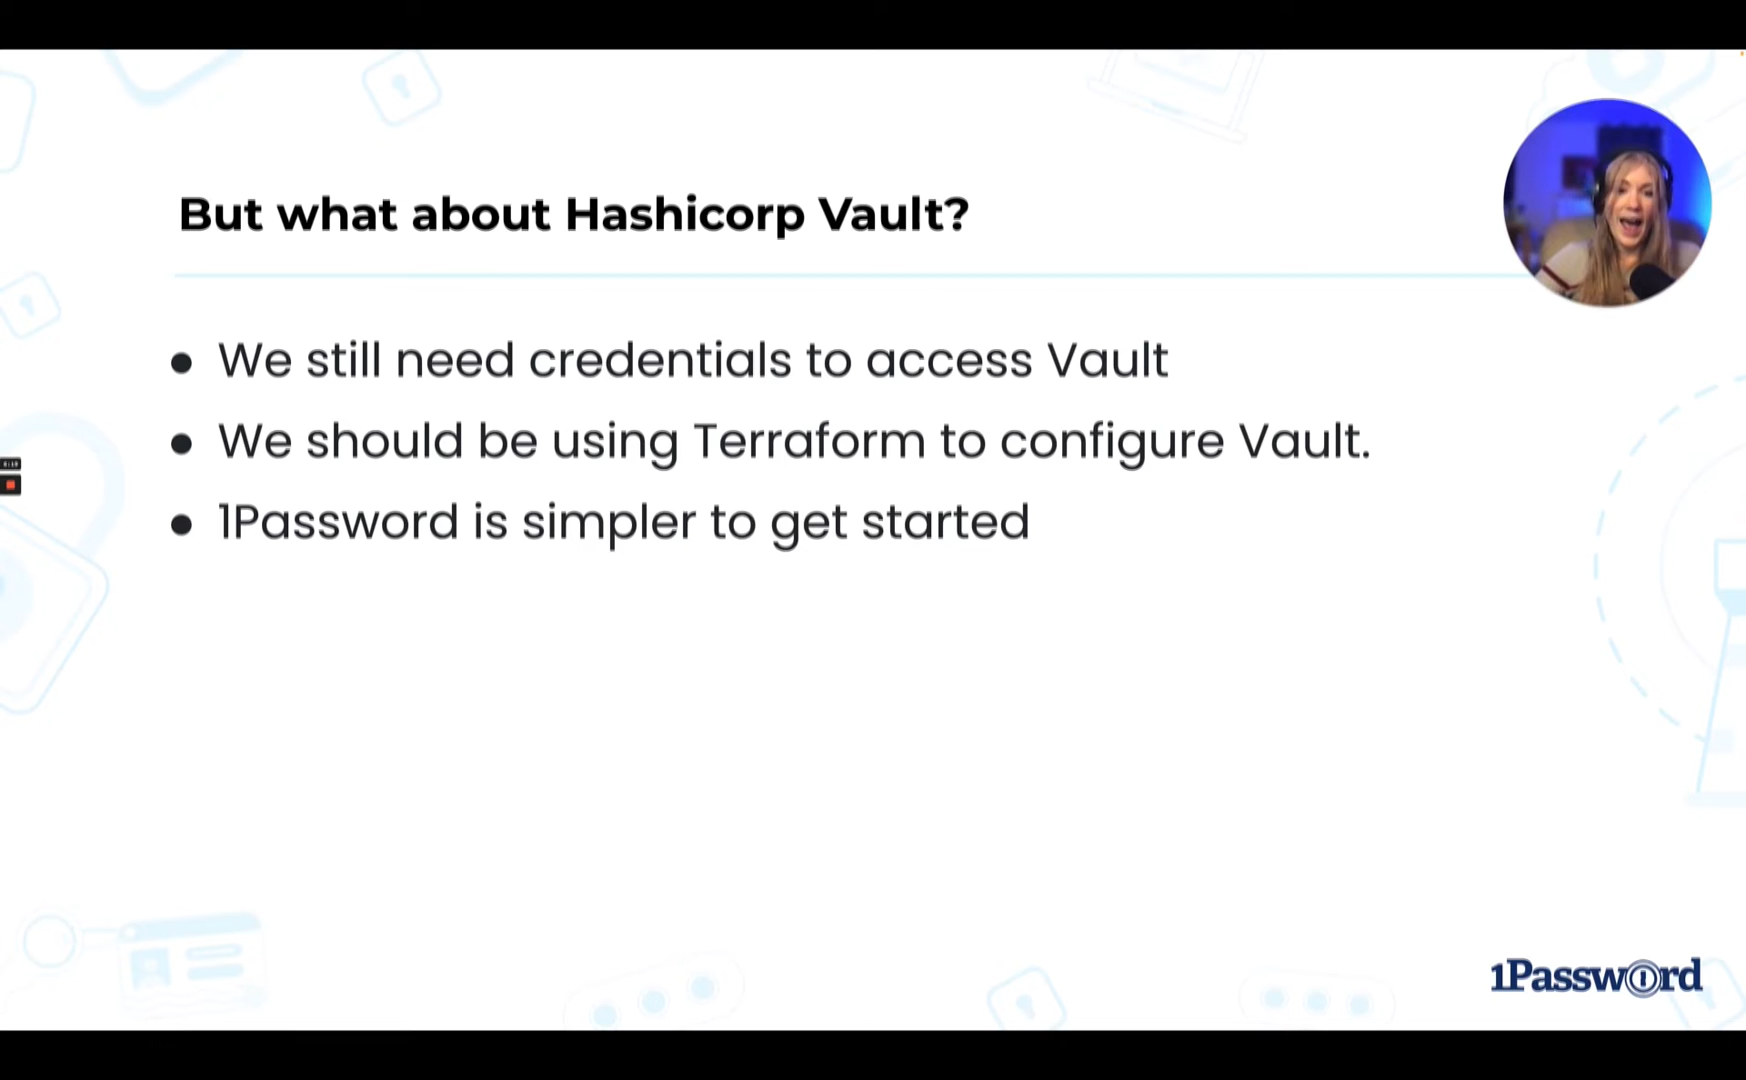 But what about Hashicorp Vault?
● We still need credentials to access Vault
● We should be using Terraform to configure Vault.
● 1Password is simpler to get started
1Password